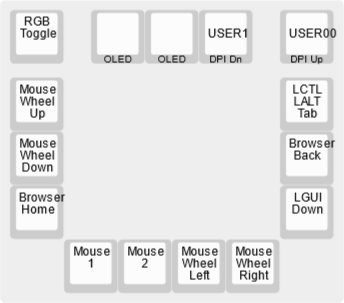 RGB
Toggle
USER1
USER00
OLED
OLED
DPI Dn
DPI Up
Mouse
Wheel
Up
LCTL
LALT
Tab
Mouse
Wheel
Down
Browser
Back
Browser
Home
LGUI
Down
Mouse
1
Mouse
2
Mouse
Wheel
Left
Mouse
Wheel
Right